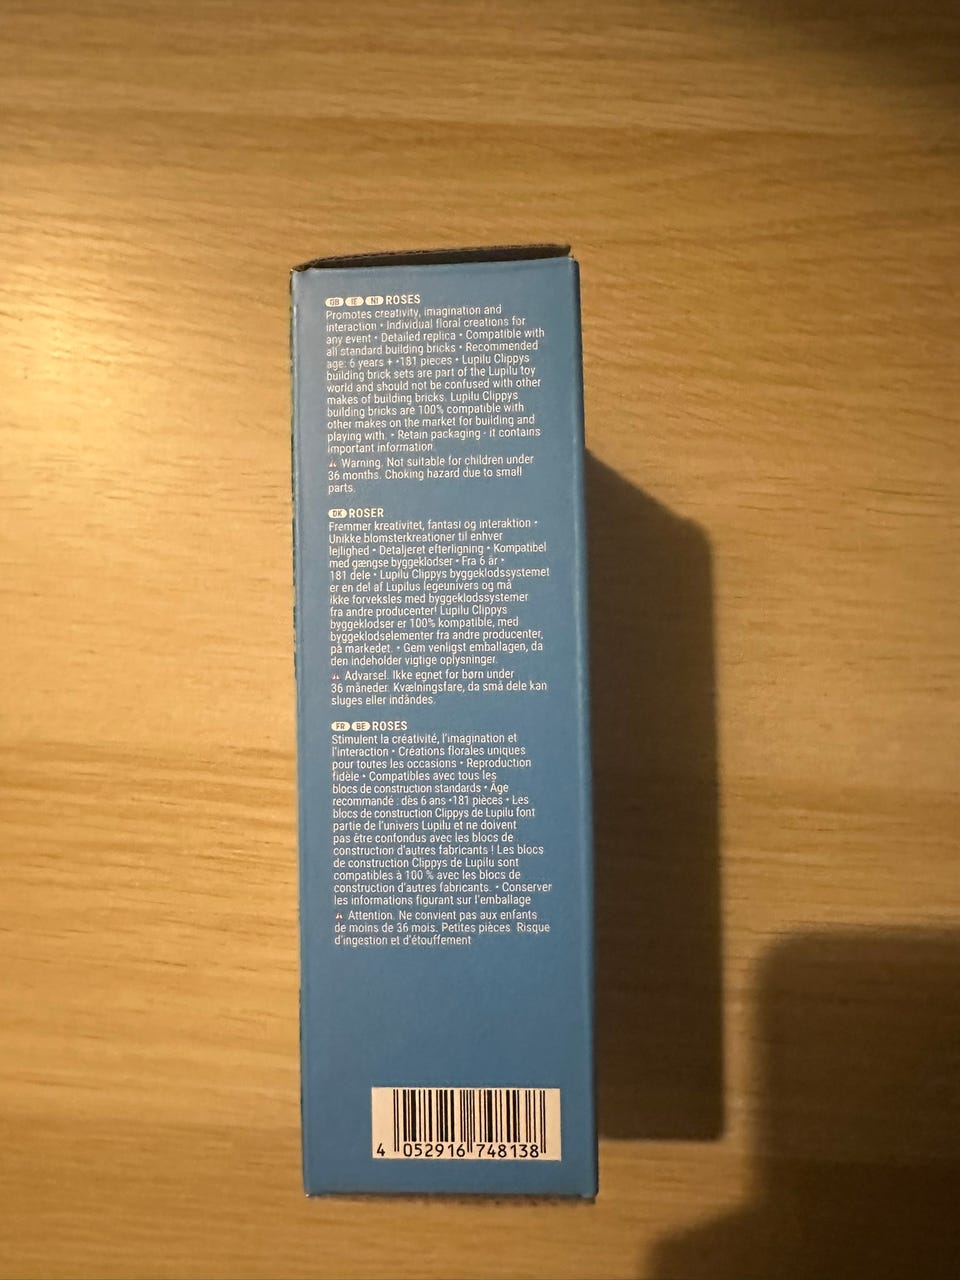 GB IE NI ROSES
Promotes creativity, imagination and
interaction • Individual floral creations for
any event • Detailed replica • Compatible with
all standard building bricks • Recommended
age: 6 years + •181 pieces • Lupilu Clippys
building brick sets are part of the Lupilu toy
world and should not be confused with other
makes of building bricks. Lupilu Clippys
building bricks are 100% compatible with
other makes on the market for building and
playing with. • Retain packaging - it contains
important information.
⚠ Warning. Not suitable for children under
36 months. Choking hazard due to small
parts.
DK ROSER
Fremmer kreativitet, fantasi og interaktion •
Unikke blomsterkreationer til enhver
lejlighed • Detaljeret efterligning • Kompatibel
med gængse byggeklodser • Fra 6 år •
181 dele • Lupilu Clippys byggeklodssystemet
er en del af Lupilus legeunivers og må
ikke forveksles med byggeklodssystemer
fra andre producenter! Lupilu Clippys
byggeklodser er 100% kompatible, med
byggeklodselementer fra andre producenter,
på markedet. • Gem venligst emballagen, da
den indeholder vigtige oplysninger.
⚠ Advarsel. Ikke egnet for børn under
36 måneder. Kvælningsfare, da små dele kan
sluges eller indåndes.
FR BE ROSES
Stimulent la créativité, l'imagination et
l'interaction • Créations florales uniques
pour toutes les occasions • Reproduction
fidèle • Compatibles avec tous les
blocs de construction standards • Âge
recommandé : dès 6 ans •181 pièces • Les
blocs de construction Clippys de Lupilu font
partie de l'univers Lupilu et ne doivent
pas être confondus avec les blocs de
construction d'autres fabricants ! Les blocs
de construction Clippys de Lupilu sont
compatibles à 100 % avec les blocs de
construction d'autres fabricants. • Conserver
les informations figurant sur l'emballage
⚠ Attention. Ne convient pas aux enfants
de moins de 36 mois. Petites pièces. Risque
d'ingestion et d'étouffement
4 052916 748138